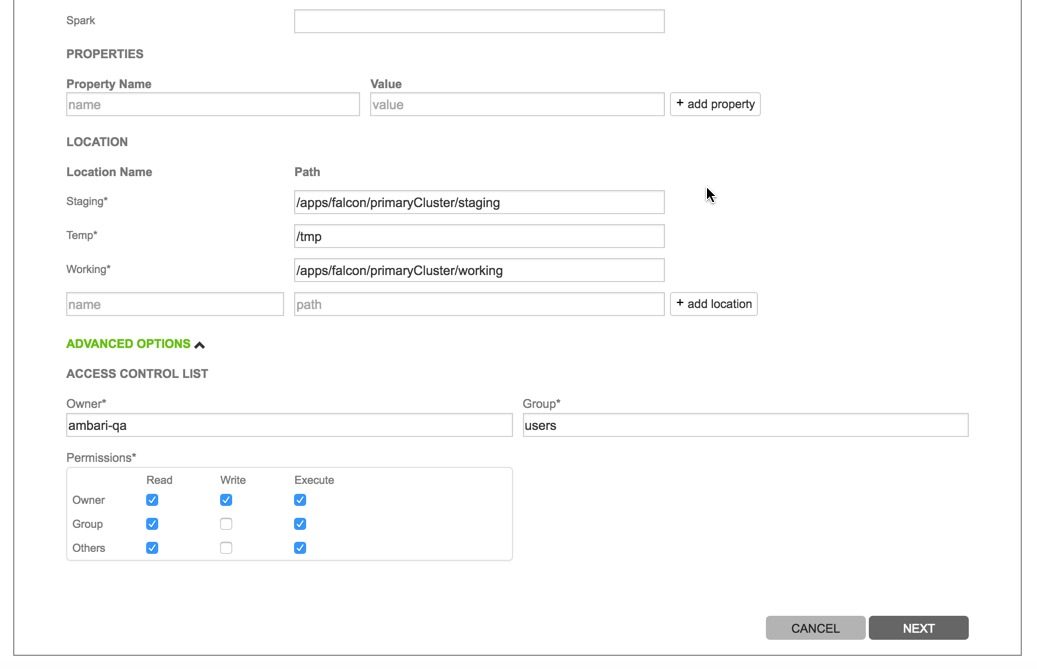 Spark
PROPERTIES
Property Name Value
name value + add property
LOCATION
Location Name Path
Staging* /apps/falcon/primaryCluster/staging
Temp* /tmp
Working* /apps/falcon/primaryCluster/working
name path + add location
ADVANCED OPTIONS
ACCESS CONTROL LIST
Owner* Group*
ambari-qa users
Permissions*
Read Write Execute
Owner
Group
Others
CANCEL NEXT